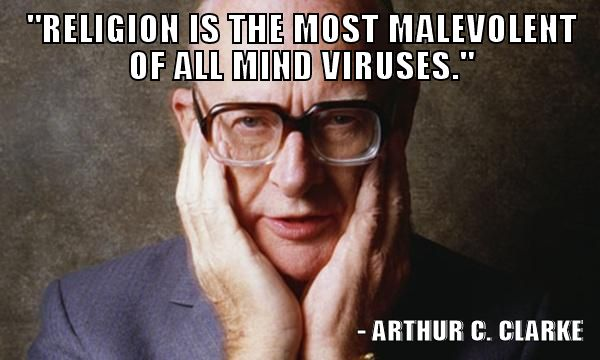 "RELIGION IS THE MOST MALEVOLENT
OF ALL MIND VIRUSES."
- ARTHUR C. CLARKE